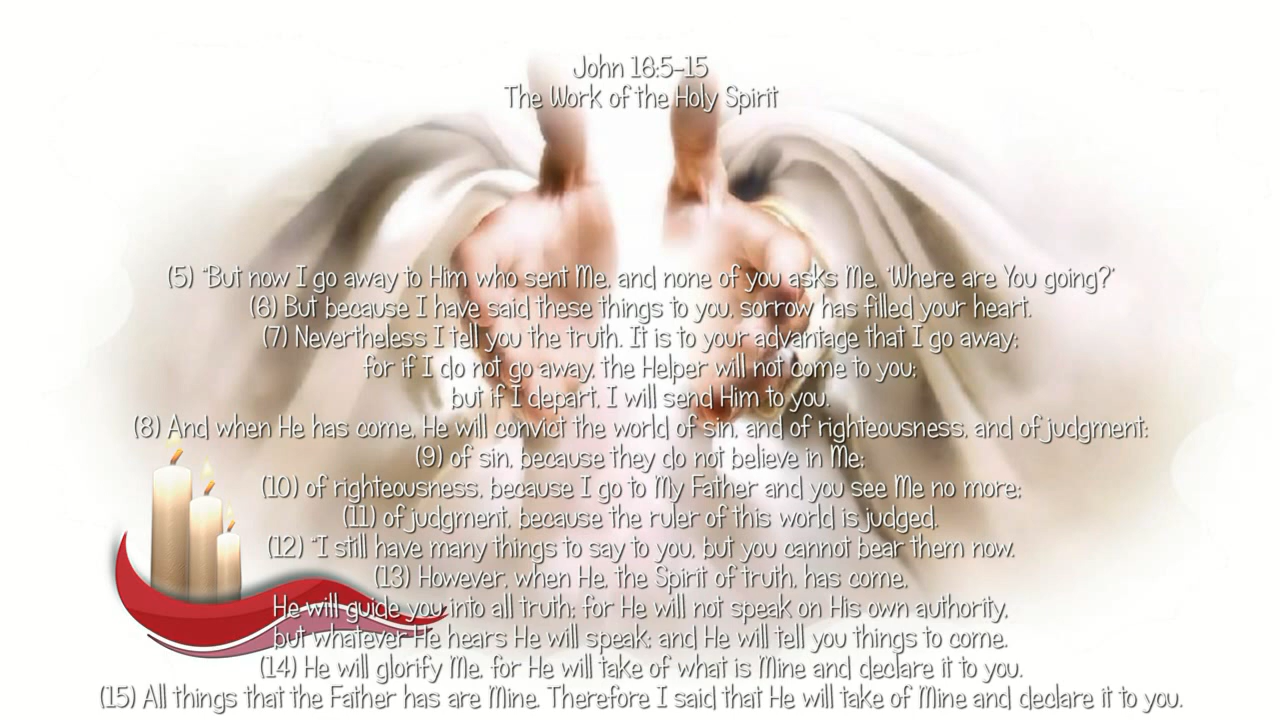 John 16:5-15
The Work of the Holy Spirit
(5) "But now I go away to Him who sent Me, and none of you asks Me, 'Where are You going?'
(6) But because I have said these things to you, sorrow has filled your heart.
(7) Nevertheless I tell you the truth. It is to your advantage that I go away;
for if I do not go away, the Helper will not come to you;
but if I depart, I will send Him to you.
(8) And when He has come, He will convict the world of sin, and of righteousness, and of judgment:
(9) of sin, because they do not believe in Me;
(10) of righteousness, because I go to My Father and you see Me no more;
(11) of judgment, because the ruler of this world is judged.
(12) "I still have many things to say to you, but you cannot bear them now.
(13) However, when He, the Spirit of truth, has come,
He will guide you into all truth; for He will not speak on His own authority,
but whatever He hears He will speak; and He will tell you things to come.
(14) He will glorify Me, for He will take of what is Mine and declare it to you.
(15) All things that the Father has are Mine. Therefore I said that He will take of Mine and declare it to you.